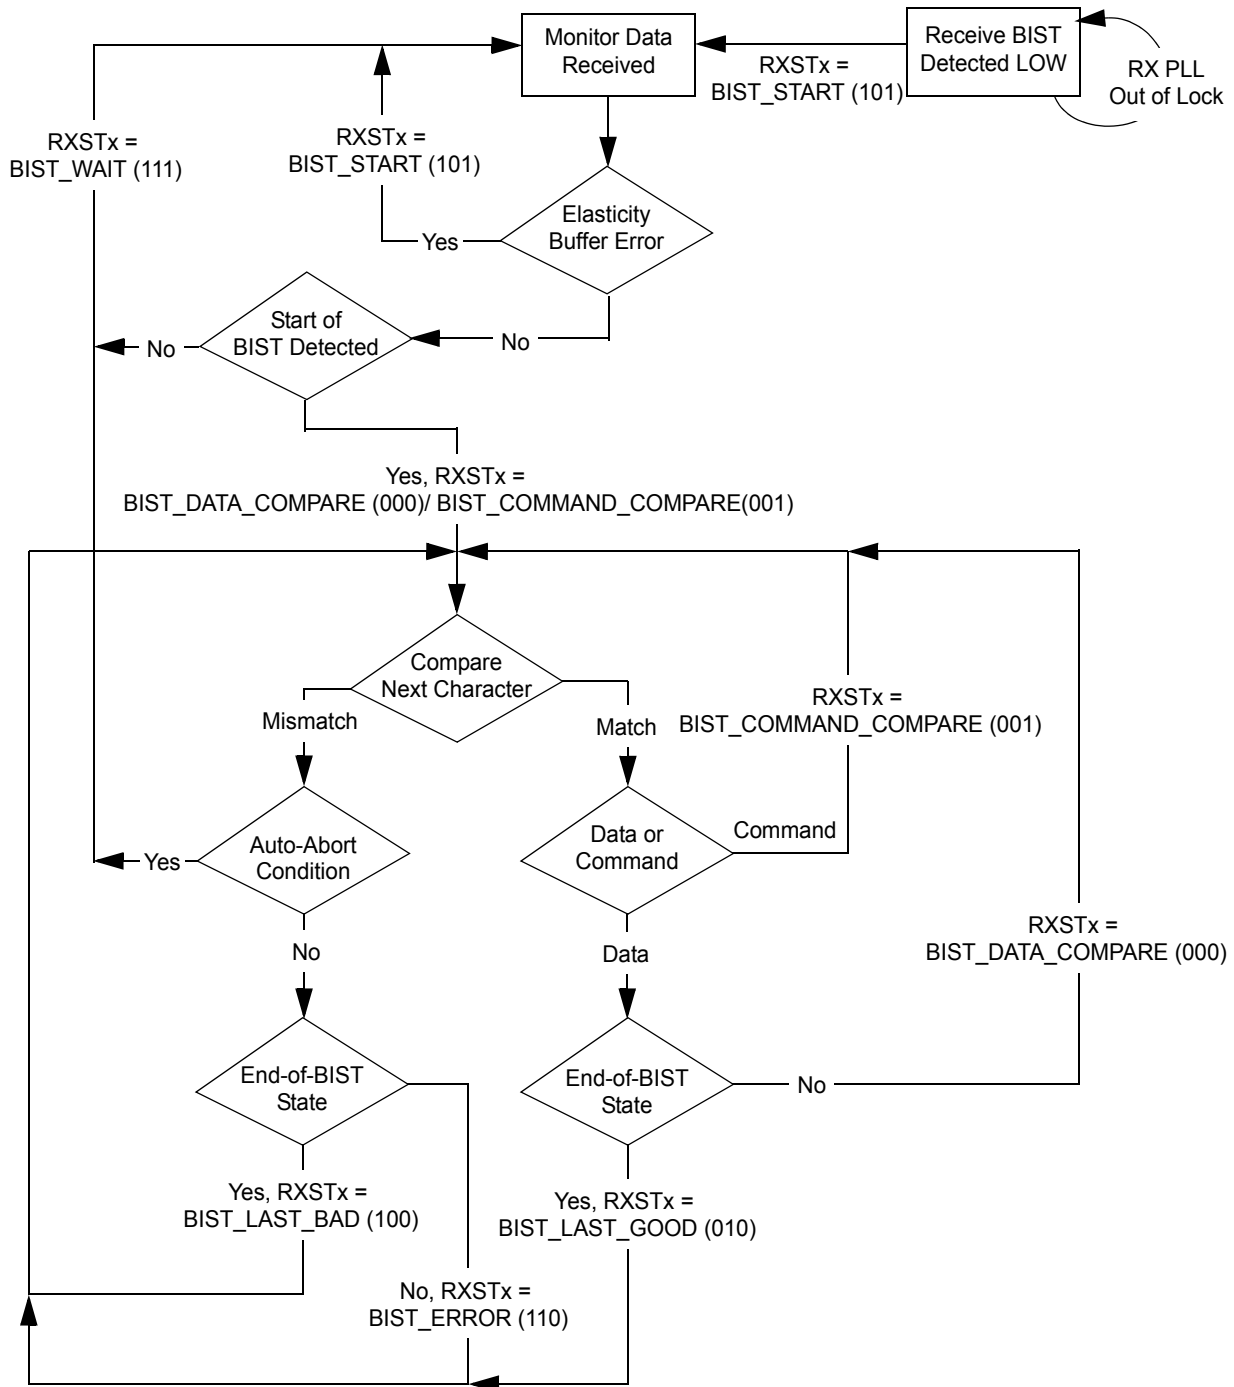 Monitor Data
Received
Receive BIST
Detected LOW
RX PLL
Out of Lock
RXSTx =
BIST_START (101)
RXSTx =
BIST_WAIT (111)
RXSTx =
BIST_START (101)
Elasticity
Buffer Error
Yes
No
Start of
BIST Detected
No
Yes, RXSTx =
BIST_DATA_COMPARE (000)/ BIST_COMMAND_COMPARE(001)
Compare
Next Character
Mismatch
Match
RXSTx =
BIST_COMMAND_COMPARE (001)
Auto-Abort
Condition
Yes
Data or
Command
Command
No
Data
RXSTx =
BIST_DATA_COMPARE (000)
End-of-BIST
State
End-of-BIST
State
No
Yes, RXSTx =
BIST_LAST_BAD (100)
Yes, RXSTx =
BIST_LAST_GOOD (010)
No, RXSTx =
BIST_ERROR (110)